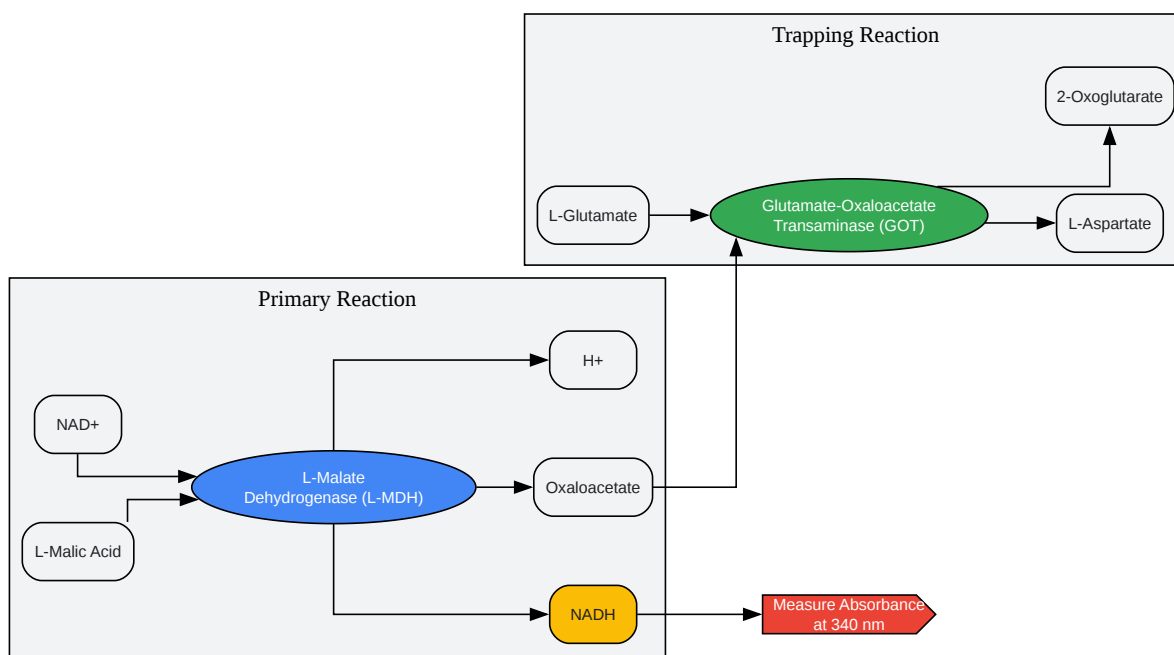 Trapping Reaction
2-Oxoglutarate
L-Glutamate
Glutamate-Oxaloacetate
Transaminase (GOT)
L-Aspartate
Primary Reaction
H+
NAD+
L-Malate
Dehydrogenase (L-MDH)
Oxaloacetate
L-Malic Acid
NADH
Measure Absorbance
at 340 nm